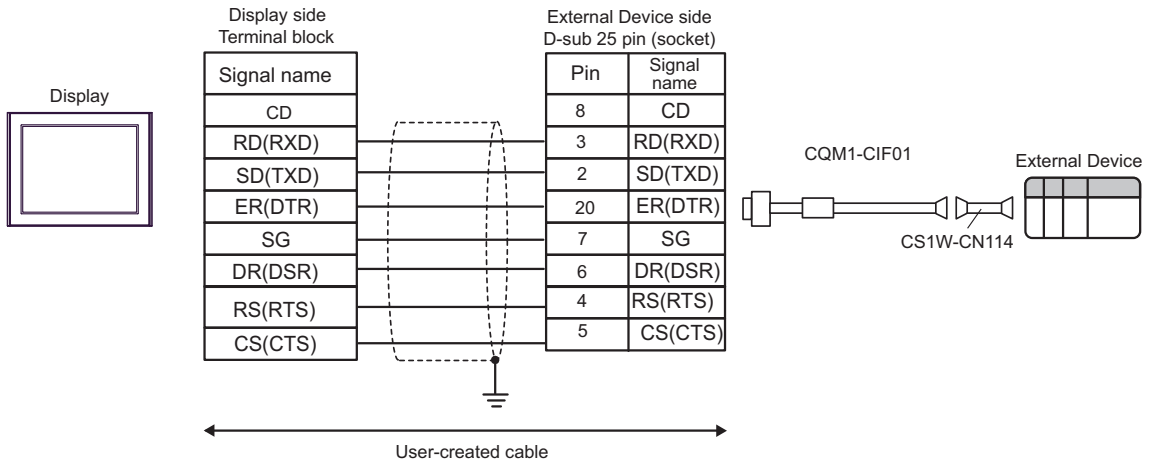 Display side
Terminal block
External Device side
D-sub 25 pin (socket)
Display
Signal name
Pin
Signal
name
CD
8
CD
RD(RXD)
3
RD(RXD)
SD(TXD)
2
SD(TXD)
ER(DTR)
20
ER(DTR)
SG
7
SG
DR(DSR)
6
DR(DSR)
RS(RTS)
4
RS(RTS)
CS(CTS)
5
CS(CTS)
CQM1-CIF01
External Device
CS1W-CN114
User-created cable